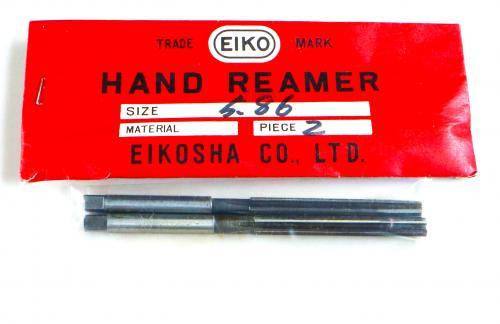 TRADE EIKO MARK
HAND REAMER
SIZE 5.86
MATERIAL PIECE 2
EIKOSHA CO., LTD.